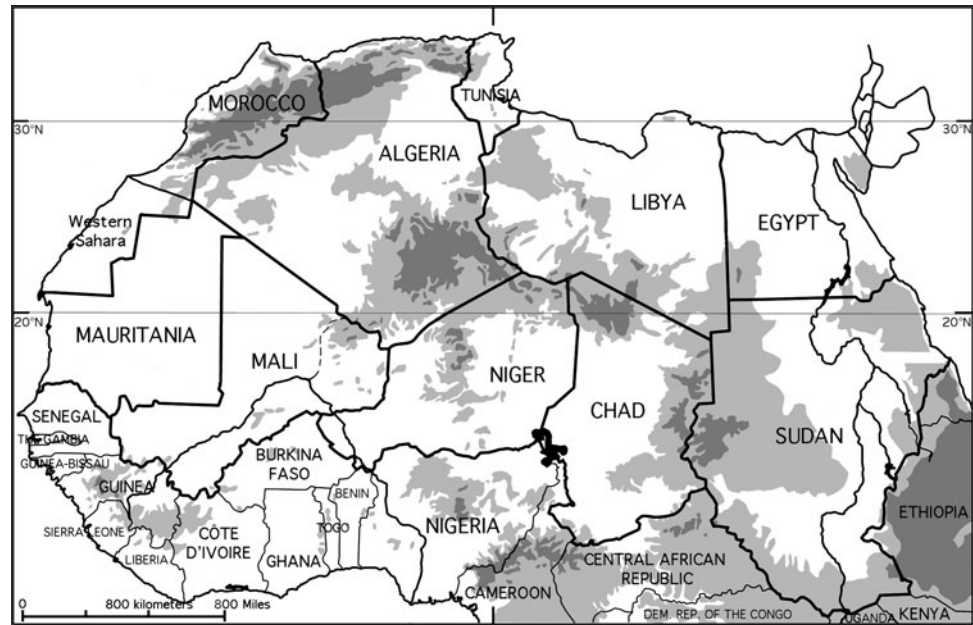 MOROCCO
TUNISIA
30°N
30°N
ALGERIA
LIBYA
EGYPT
Western
Sahara
20°N
20°N
MAURITANIA
MALI
NIGER
CHAD
SUDAN
SENEGAL
THE GAMBIA
GUINEA-BISSAU
GUINEA
BURKINA
FASO
BENIN
NIGERIA
ETHIOPIA
SIERRA LEONE
CÔTE
D'IVOIRE
TOGO
LIBERIA
GHANA
CENTRAL AFRICAN
REPUBLIC
CAMEROON
0
800 kilometers
800 Miles
DEM. REP. OF THE CONGO
UGANDA
KENYA